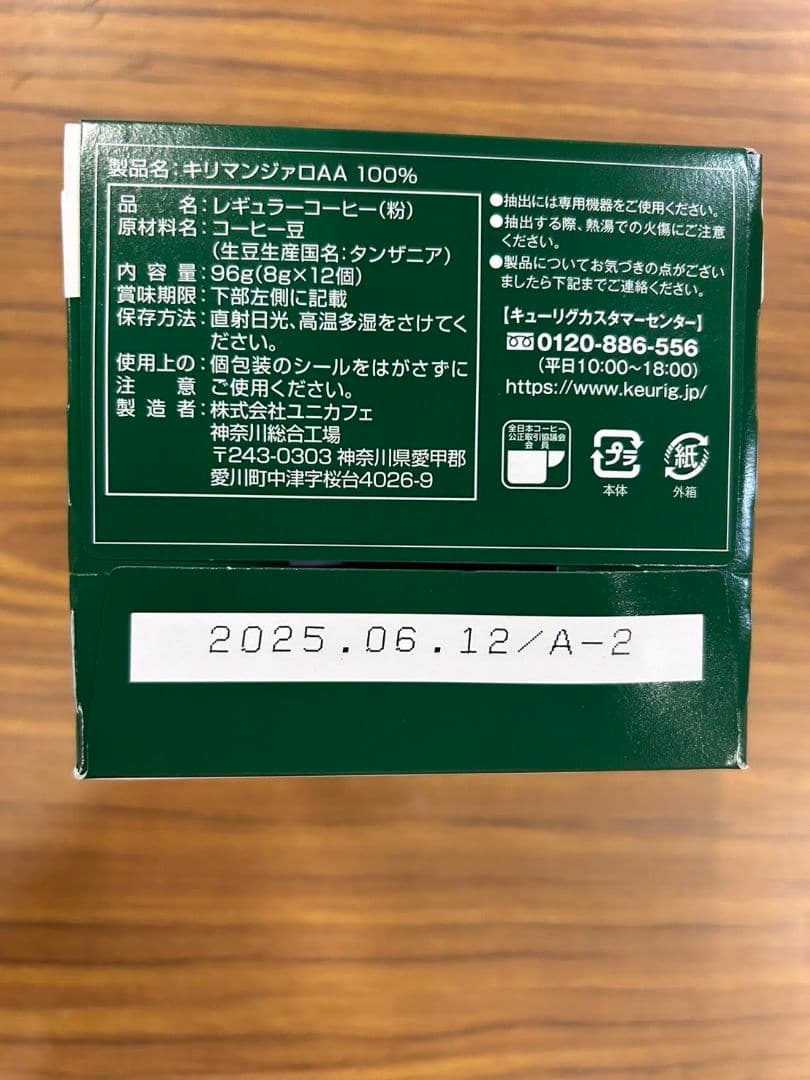 製品名：キリマンジァロAA 100%
品　　名：レギュラーコーヒー（粉）
原材料名：コーヒー豆
（生豆生産国名：タンザニア）
内 容 量：96g（8g×12個）
賞味期限：下部左側に記載
保存方法：直射日光、高温多湿をさけてく
ださい。
使用上の：個包装のシールをはがさずに
注　　意　ご使用ください。
製 造 者：株式会社ユニカフェ
神奈川総合工場
〒243-0303 神奈川県愛甲郡
愛川町中津字桜台4026-9
●抽出には専用機器をご使用ください。
●抽出する際、熱湯での火傷にご注意
ください。
●製品についてお気づきの点がござい
ましたら下記までご連絡ください。
【キューリグカスタマーセンター】
0120-886-556
（平日10:00〜18:00）
https://www.keurig.jp/
全日本コーヒー
公正取引協議会
会員
プラ
本体
紙
外箱
2025.06.12/A-2